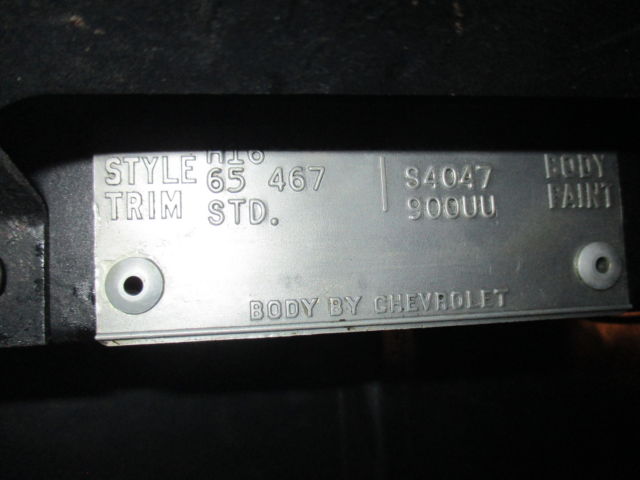 STYLE 65 467 S4047 BODY
TRIM STD. 900UU PAINT
BODY BY CHEVROLET